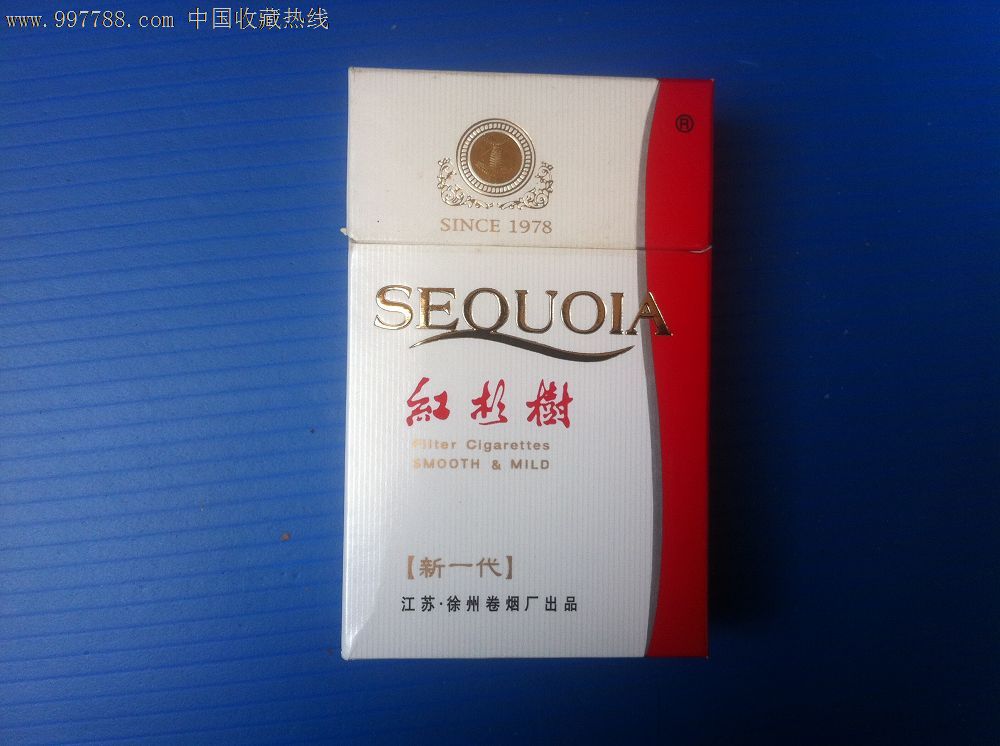 www.997788.com 中国收藏热线
®
SINCE 1978
SEQUOIA
紅杉樹
Filter Cigarettes
SMOOTH & MILD
【新一代】
江苏·徐州卷烟厂出品